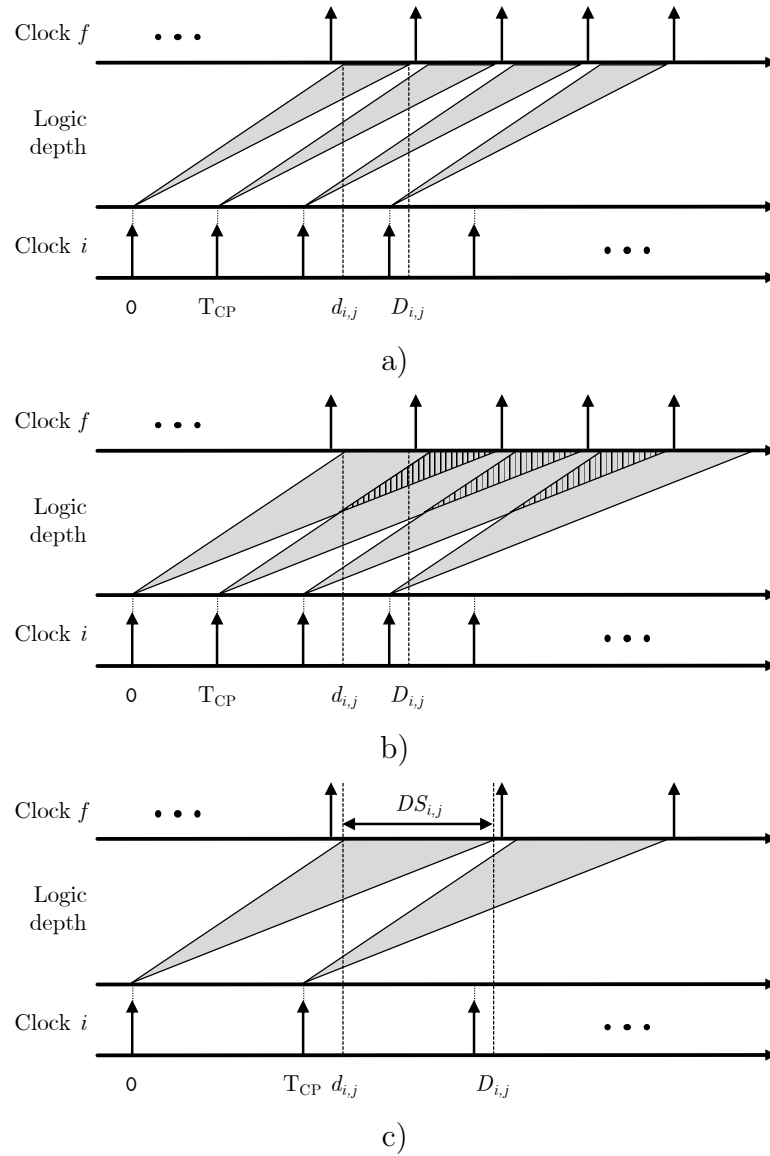 Clock f
Logic
depth
Clock i
0 T_CP d_{i,j} D_{i,j}
a)
Clock f
Logic
depth
Clock i
0 T_CP d_{i,j} D_{i,j}
b)
DS_{i,j}
Clock f
Logic
depth
Clock i
0 T_CP d_{i,j} D_{i,j}
c)